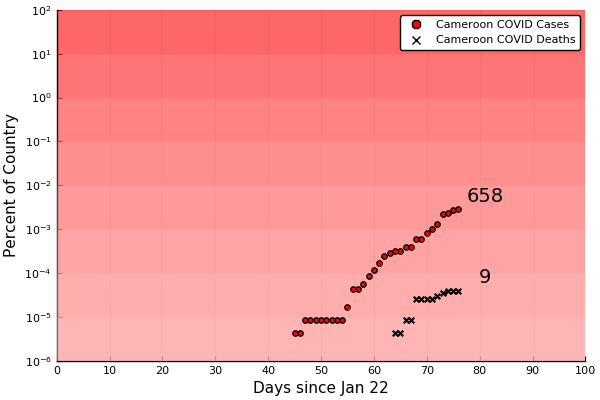 10²
Cameroon COVID Cases
Cameroon COVID Deaths
10¹
10⁰
10⁻¹
10⁻²
10⁻³
10⁻⁴
10⁻⁵
10⁻⁶
Percent of Country
658
9
0 10 20 30 40 50 60 70 80 90 100
Days since Jan 22